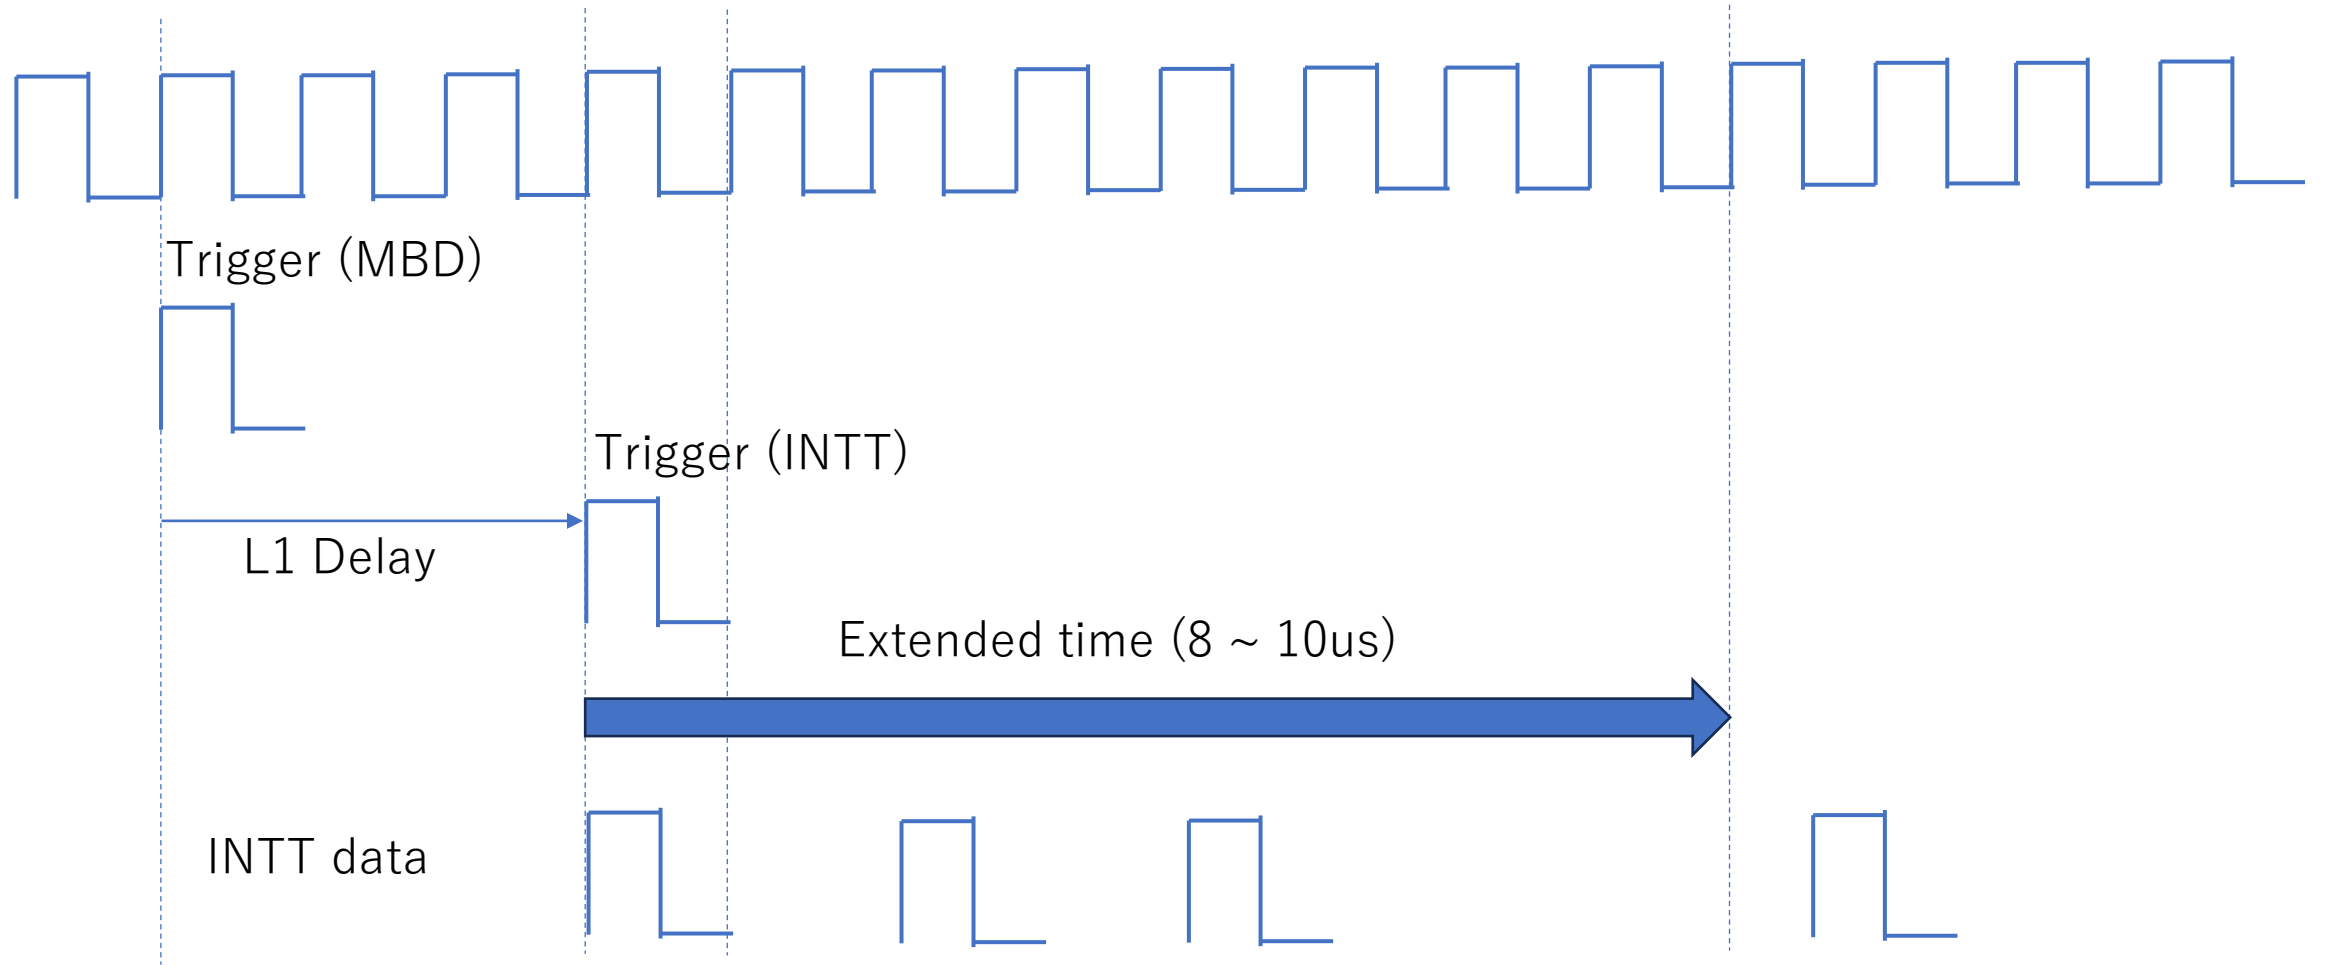 Trigger (MBD)
Trigger (INTT)
L1 Delay
Extended time (8 ~ 10us)
INTT data